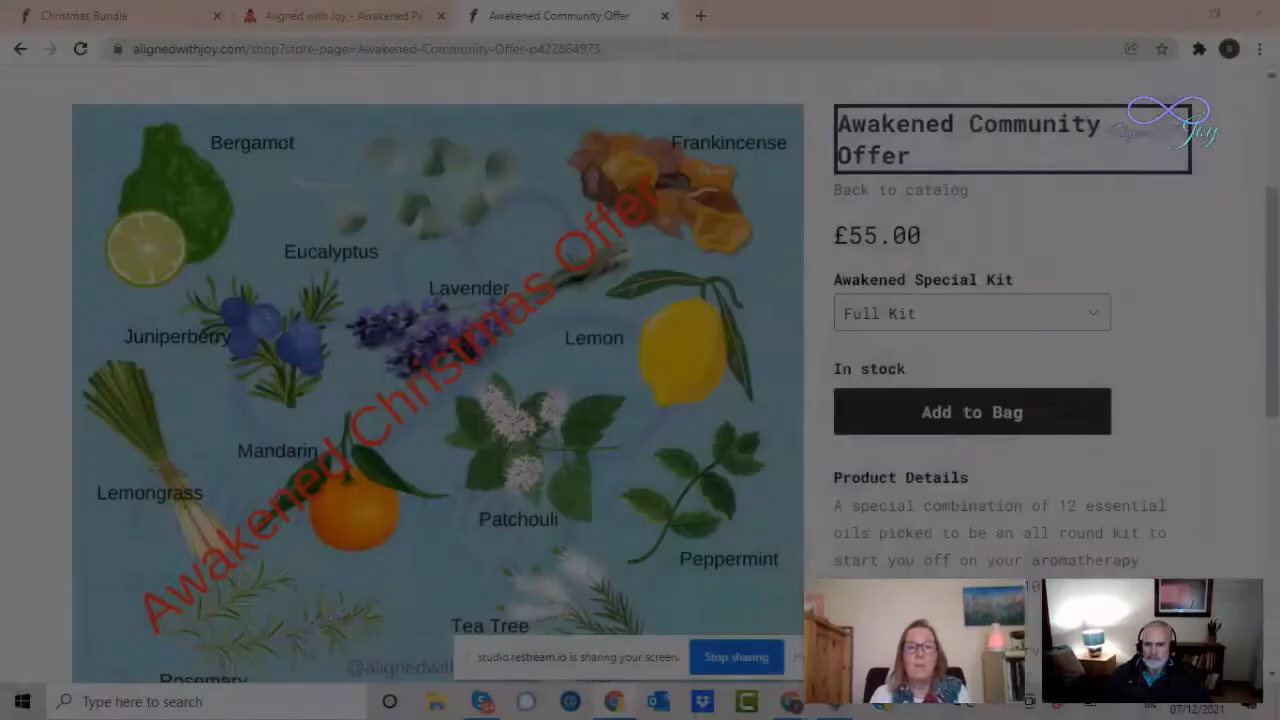 Christmas Bundle
Aligned with Joy - Awakened Pa
Awakened Community Offer
alignedwithjoy.com/shop?store-page=Awakened-Community-Offer-p422864973
Bergamot
Frankincense
Eucalyptus
Lavender
Juniperberry
Lemon
Mandarin
Lemongrass
Patchouli
Peppermint
Tea Tree
Rosemary
Awakened Christmas Offer
@alignedwith
Awakened Community
Offer
Joy
Back to catalog
£55.00
Awakened Special Kit
Full Kit
In stock
Add to Bag
Product Details
A special combination of 12 essential
oils picked to be an all round kit to
start you off on your aromatherapy
studio.restream.io is sharing your screen.
Stop sharing
Type here to search
07/12/2021